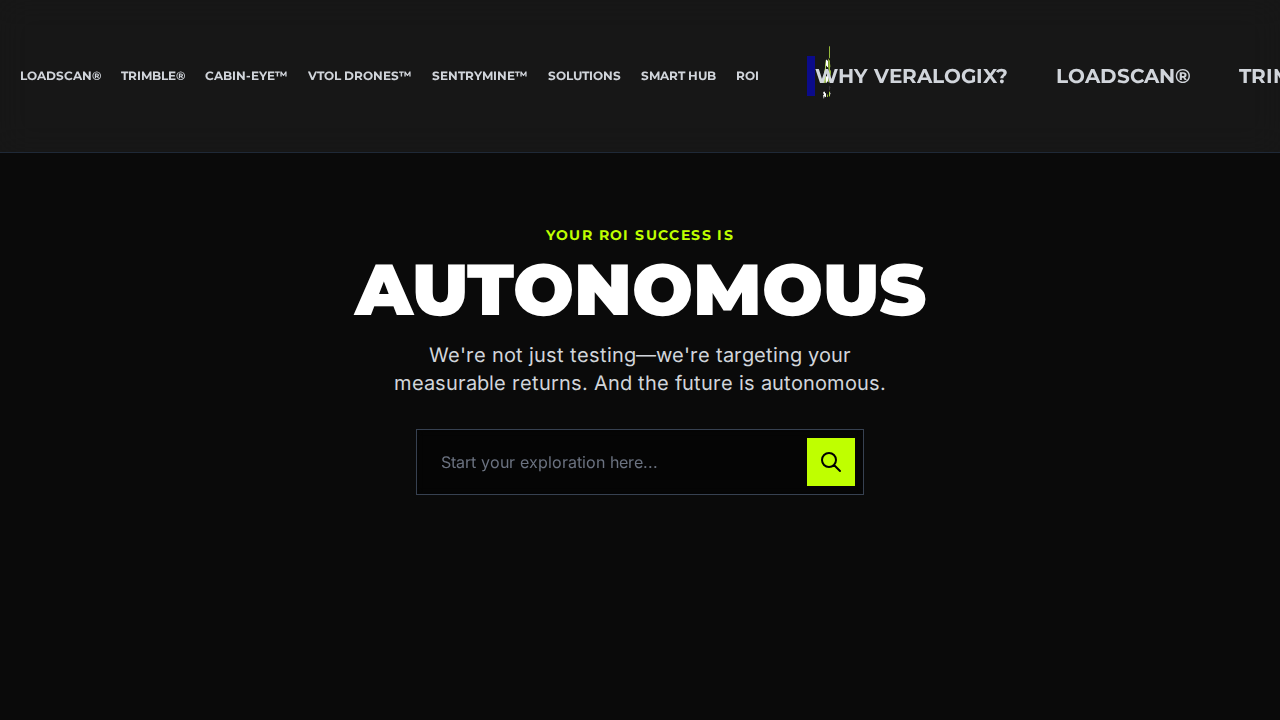 LOADSCAN® TRIMBLE® CABIN-EYE™ VTOL DRONES™ SENTRYMINE™ SOLUTIONS SMART HUB ROI WHY VERALOGIX? LOADSCAN®
YOUR ROI SUCCESS IS
AUTONOMOUS
We're not just testing—we're targeting your
measurable returns. And the future is autonomous.
Start your exploration here...